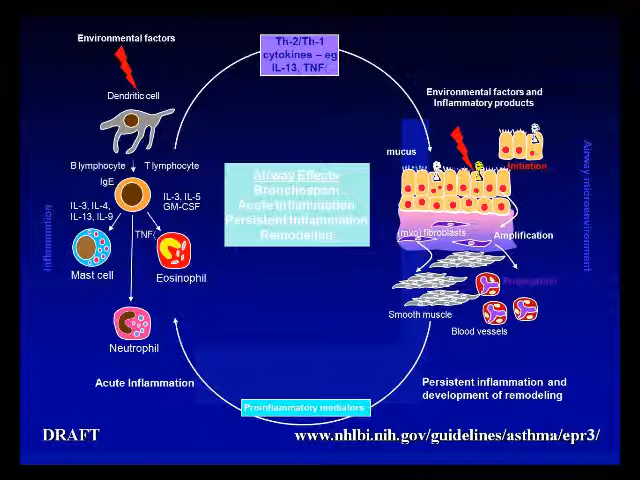 Environmental factors
Th-2/Th-1
cytokines – eg
IL-13, TNF(
Dendritic cell
Environmental factors and
Inflammatory products
mucus
Initiation
B lymphocyte
T lymphocyte
IgE
IL-3, IL-4,
IL-13, IL-9
IL-3, IL-5
GM-CSF
TNF(
Mast cell
Eosinophil
Neutrophil
Acute Inflammation
Inflammation
Airway Effects
Bronchospasm
Acute Inflammation
Persistent Inflammation
Remodeling
(myo) fibroblasts
Amplification
Propagation
Smooth muscle
Blood vessels
Airway microenvironment
Persistent inflammation and
development of remodeling
Proinflammatory mediators
DRAFT
www.nhlbi.nih.gov/guidelines/asthma/epr3/